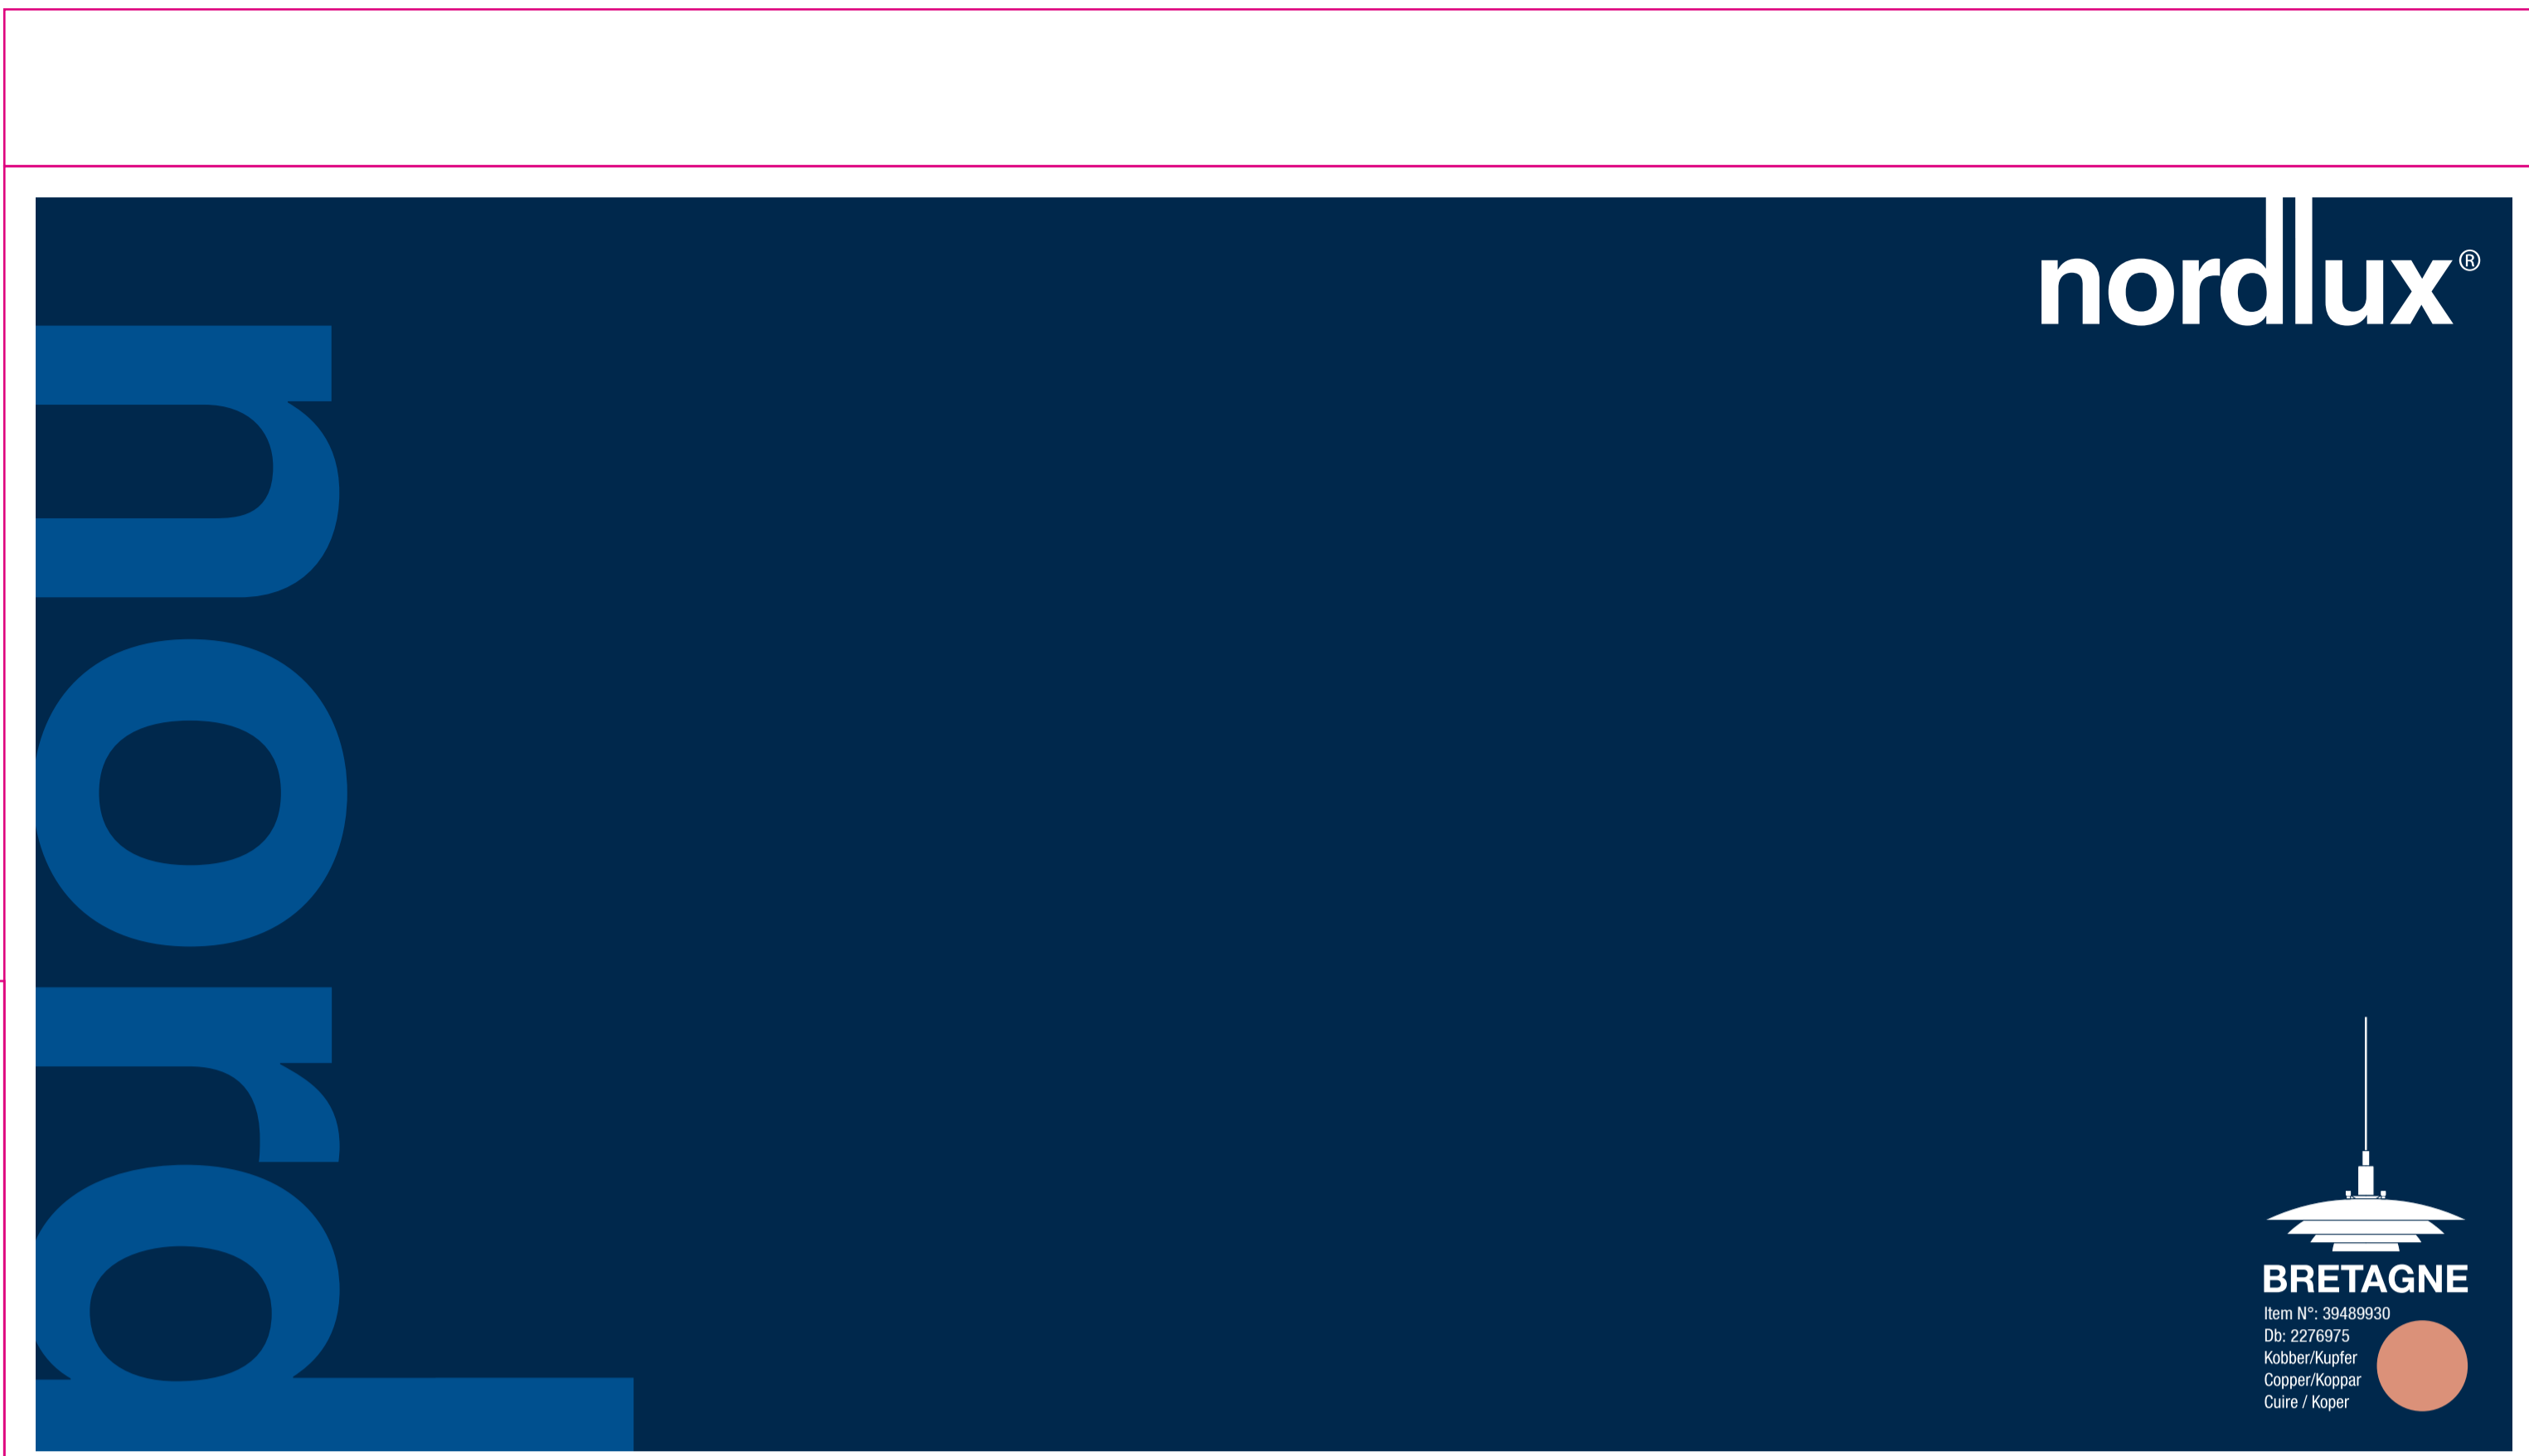 nordlux®
nord
BRETAGNE
Item N°: 39489930
Db: 2276975
Kobber/Kupfer
Copper/Koppar
Cuire / Koper